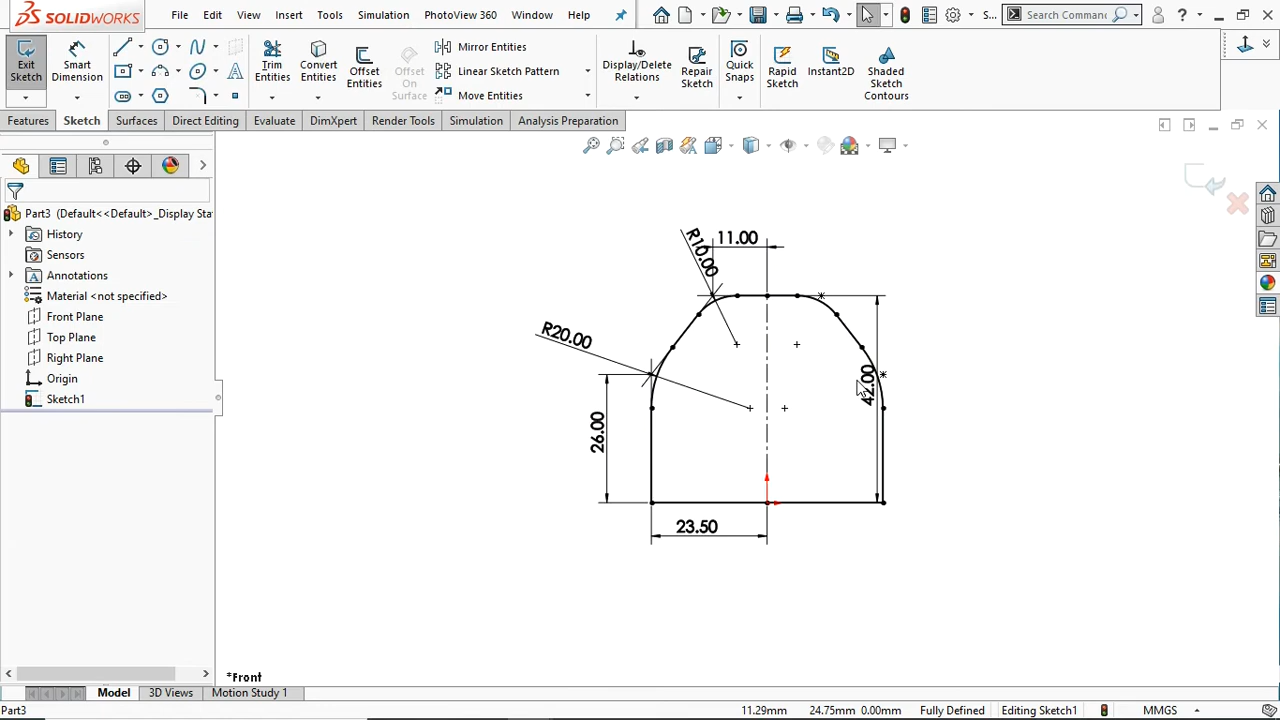 SOLIDWORKS
File Edit View Insert Tools Simulation PhotoView 360 Window Help
S... Search Comman
Exit Sketch
Smart Dimension
Trim Entities
Convert Entities
Offset Entities
Offset On Surface
Mirror Entities
Linear Sketch Pattern
Move Entities
Display/Delete Relations
Repair Sketch
Quick Snaps
Rapid Sketch
Instant2D
Shaded Sketch Contours
Features Sketch Surfaces Direct Editing Evaluate DimXpert Render Tools Simulation Analysis Preparation
Part3 (Default<<Default>_Display Sta
History
Sensors
Annotations
Material <not specified>
Front Plane
Top Plane
Right Plane
Origin
Sketch1
11.00
R10.00
R20.00
42.00
26.00
23.50
*Front
Model 3D Views Motion Study 1
Part3 11.29mm 24.75mm 0.00mm Fully Defined Editing Sketch1 MMGS